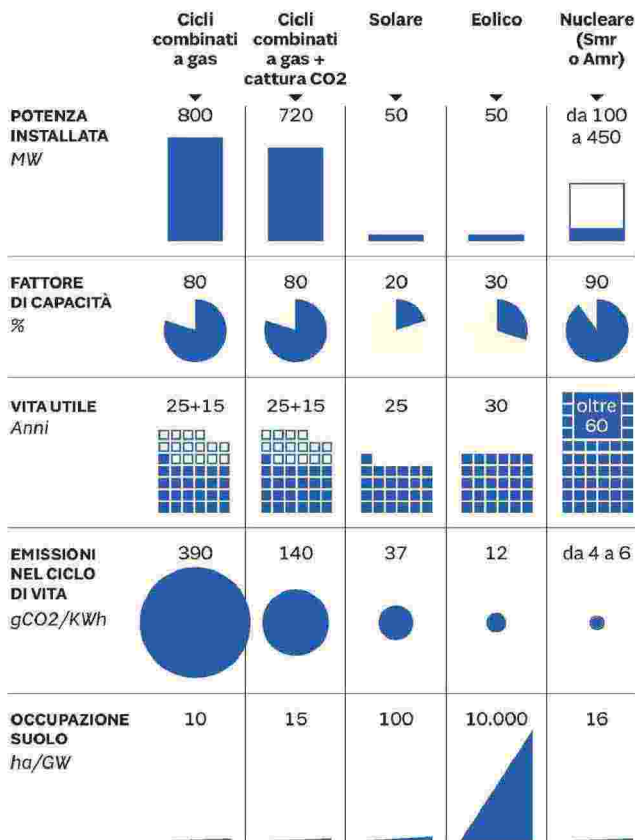 Cicli combinati a gas
Cicli combinati a gas + cattura CO2
Solare
Eolico
Nucleare (Smr o Amr)
POTENZA INSTALLATA
MW
800
720
50
50
da 100 a 450
FATTORE DI CAPACITÀ
%
80
80
20
30
90
VITA UTILE
Anni
25+15
25+15
25
30
oltre 60
EMISSIONI NEL CICLO DI VITA
gCO2/KWh
390
140
37
12
da 4 a 6
OCCUPAZIONE SUOLO
ha/GW
10
15
100
10.000
16